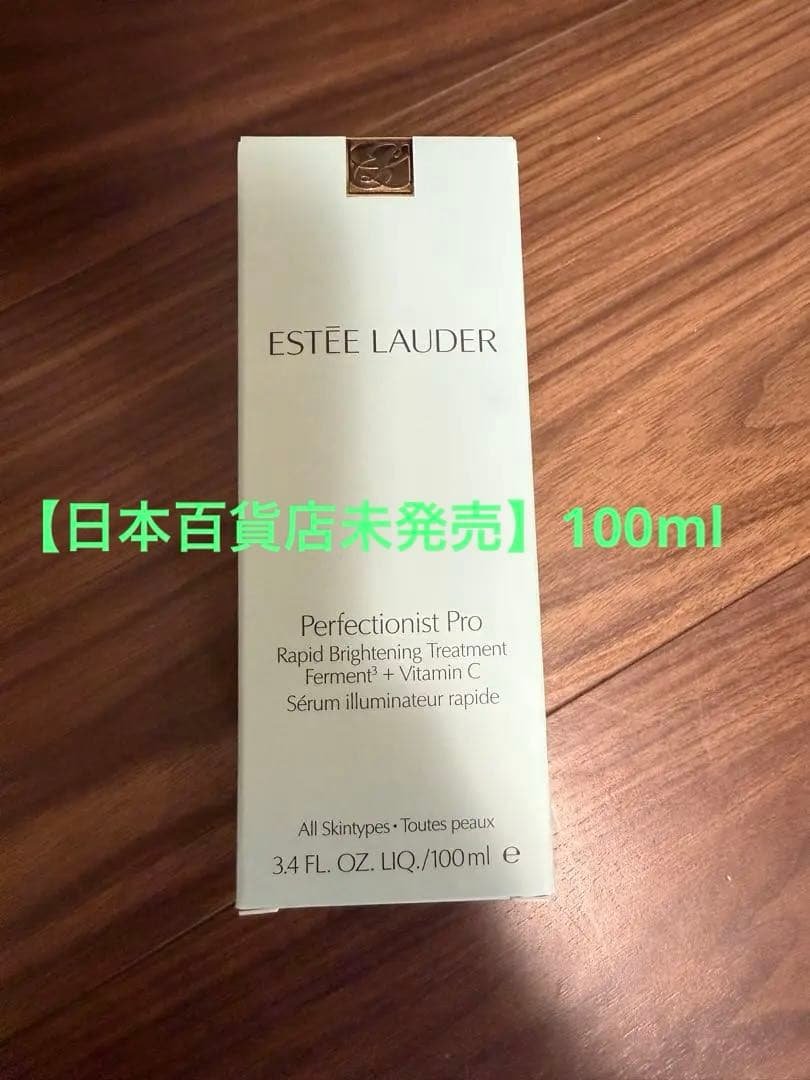 ESTĒE LAUDER
【日本百貨店未発売】100ml
Perfectionist Pro
Rapid Brightening Treatment
Ferment³ + Vitamin C
Sérum illuminateur rapide
All Skintypes • Toutes peaux
3.4 FL. OZ. LIQ./100 ml ℮